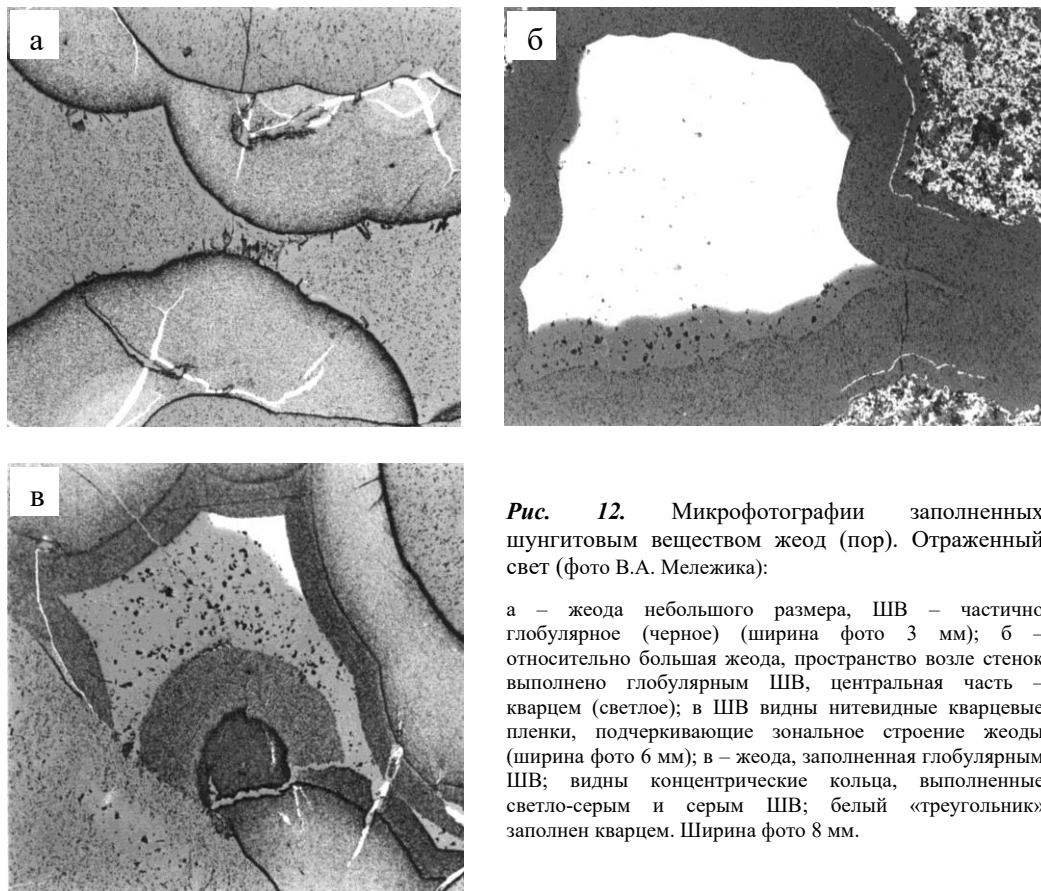 а
б
в
Рис. 12. Микрофотографии заполненных
шунгитовым веществом жеод (пор). Отраженный
свет (фото В.А. Мележика):
а – жеода небольшого размера, ШВ – частично
глобулярное (черное) (ширина фото 3 мм); б –
относительно большая жеода, пространство возле стенок
выполнено глобулярным ШВ, центральная часть –
кварцем (светлое); в ШВ видны нитевидные кварцевые
пленки, подчеркивающие зональное строение жеоды
(ширина фото 6 мм); в – жеода, заполненная глобулярным
ШВ; видны концентрические кольца, выполненные
светло-серым и серым ШВ; белый «треугольник»
заполнен кварцем. Ширина фото 8 мм.